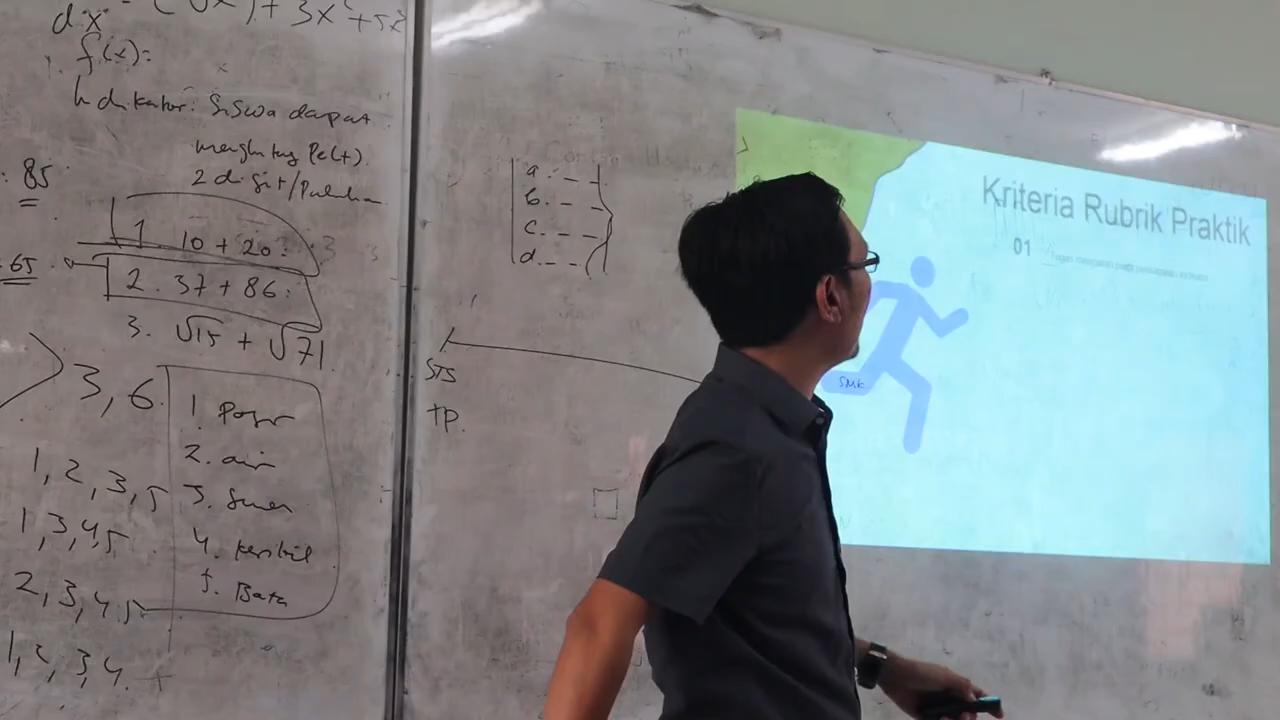 f(x):
Indikator: Siswa dapat
menghitung
2 digit/Puluhan
85
1 10 + 20:
65
2. 37 + 86:
3. √15 + √71
3, 6
1. Pasir
2. air
3. Semen
4. kerikil
5. Bata
1, 2, 3, 5
1, 3, 4, 5
2, 3, 4, 5
1, 2, 3, 4
a. - -
b. - -
c. - -
d. - -
STS
TP.
Kriteria Rubrik Praktik
01
SMK